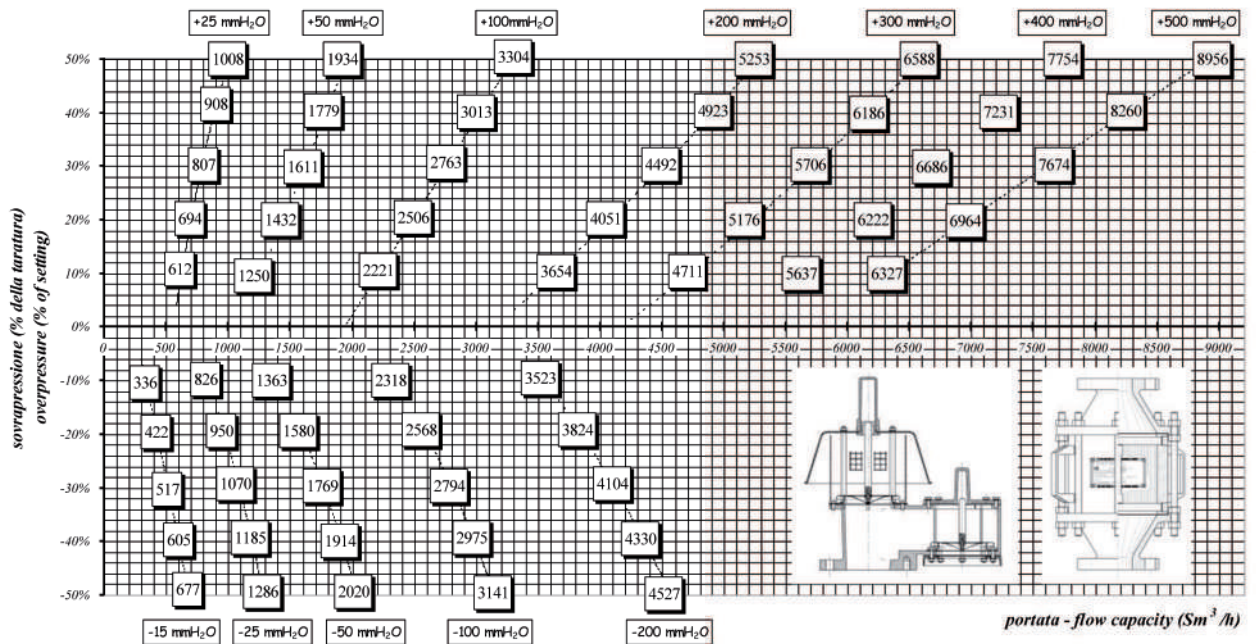 +25 mmH₂O +50 mmH₂O +100mmH₂O +200 mmH₂O +300 mmH₂O +400 mmH₂O +500 mmH₂O
50% 1008 1934 3304 5253 6588 7754 8956
40% 908 1779 3013 4923 6186 7231 8260
30% 807 1611 2763 4492 5706 6686 7674
20% 694 1432 2506 4051 5176 6222 6964
10% 612 1250 2221 3654 4711 5637 6327
0%
0 500 1000 1500 2000 2500 3000 3500 4000 4500 5000 5500 6000 6500 7000 7500 8000 8500 9000
-10% 336 826 1363 2318 3523
-20% 422 950 1580 2568 3824
-30% 517 1070 1769 2794 4104
-40% 605 1185 1914 2975 4330
-50% 677 1286 2020 3141 4527
-15 mmH₂O -25 mmH₂O -50 mmH₂O -100 mmH₂O -200 mmH₂O
sovrapressione (% della taratura)
overpressure (% of setting)
portata - flow capacity (Sm³/h)